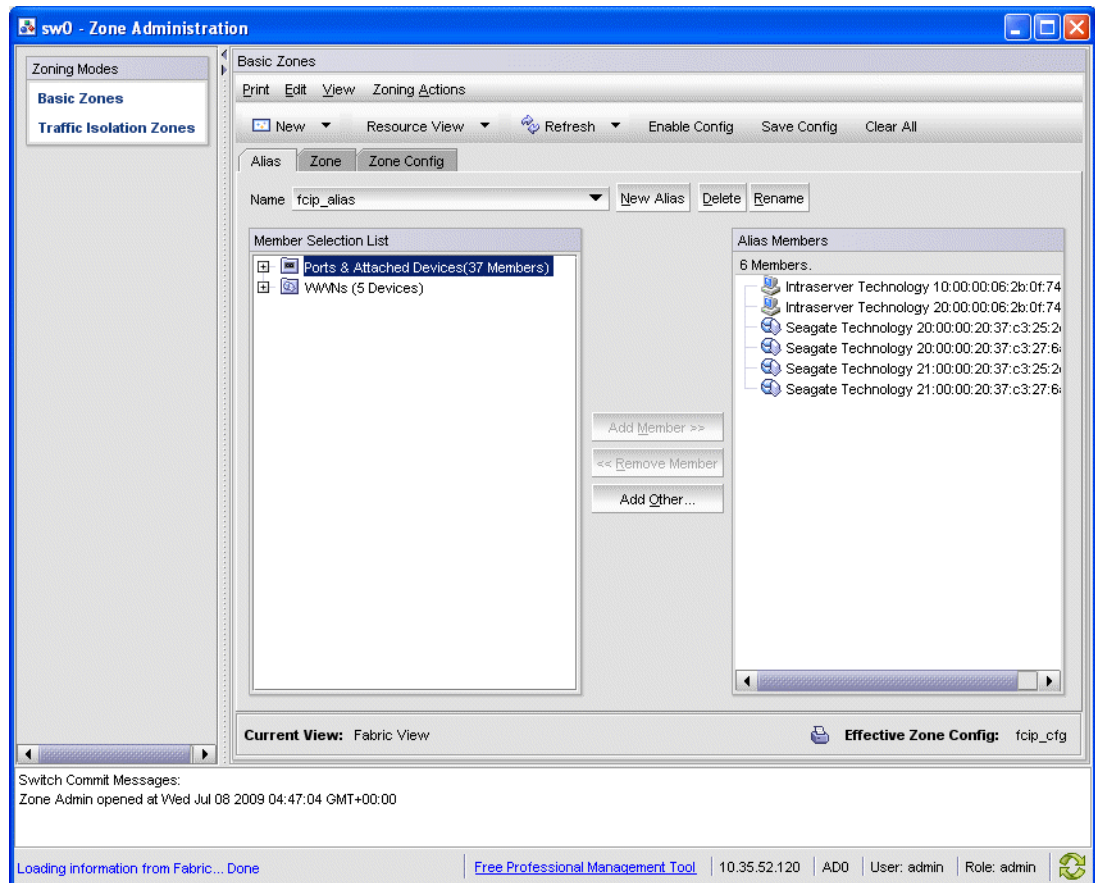 sw0 - Zone Administration
Zoning Modes
Basic Zones
Traffic Isolation Zones
Basic Zones
Print Edit View Zoning Actions
New Resource View Refresh Enable Config Save Config Clear All
Alias Zone Zone Config
Name fcip_alias New Alias Delete Rename
Member Selection List
Ports & Attached Devices(37 Members)
WWNs (5 Devices)
Add Member >>
<< Remove Member
Add Other...
Alias Members
6 Members.
Intraserver Technology 10:00:00:06:2b:0f:74
Intraserver Technology 20:00:00:06:2b:0f:74
Seagate Technology 20:00:00:20:37:c3:25:2
Seagate Technology 20:00:00:20:37:c3:27:6
Seagate Technology 21:00:00:20:37:c3:25:2
Seagate Technology 21:00:00:20:37:c3:27:6
Current View: Fabric View Effective Zone Config: fcip_cfg
Switch Commit Messages:
Zone Admin opened at Wed Jul 08 2009 04:47:04 GMT+00:00
Loading information from Fabric... Done Free Professional Management Tool 10.35.52.120 AD0 User: admin Role: admin